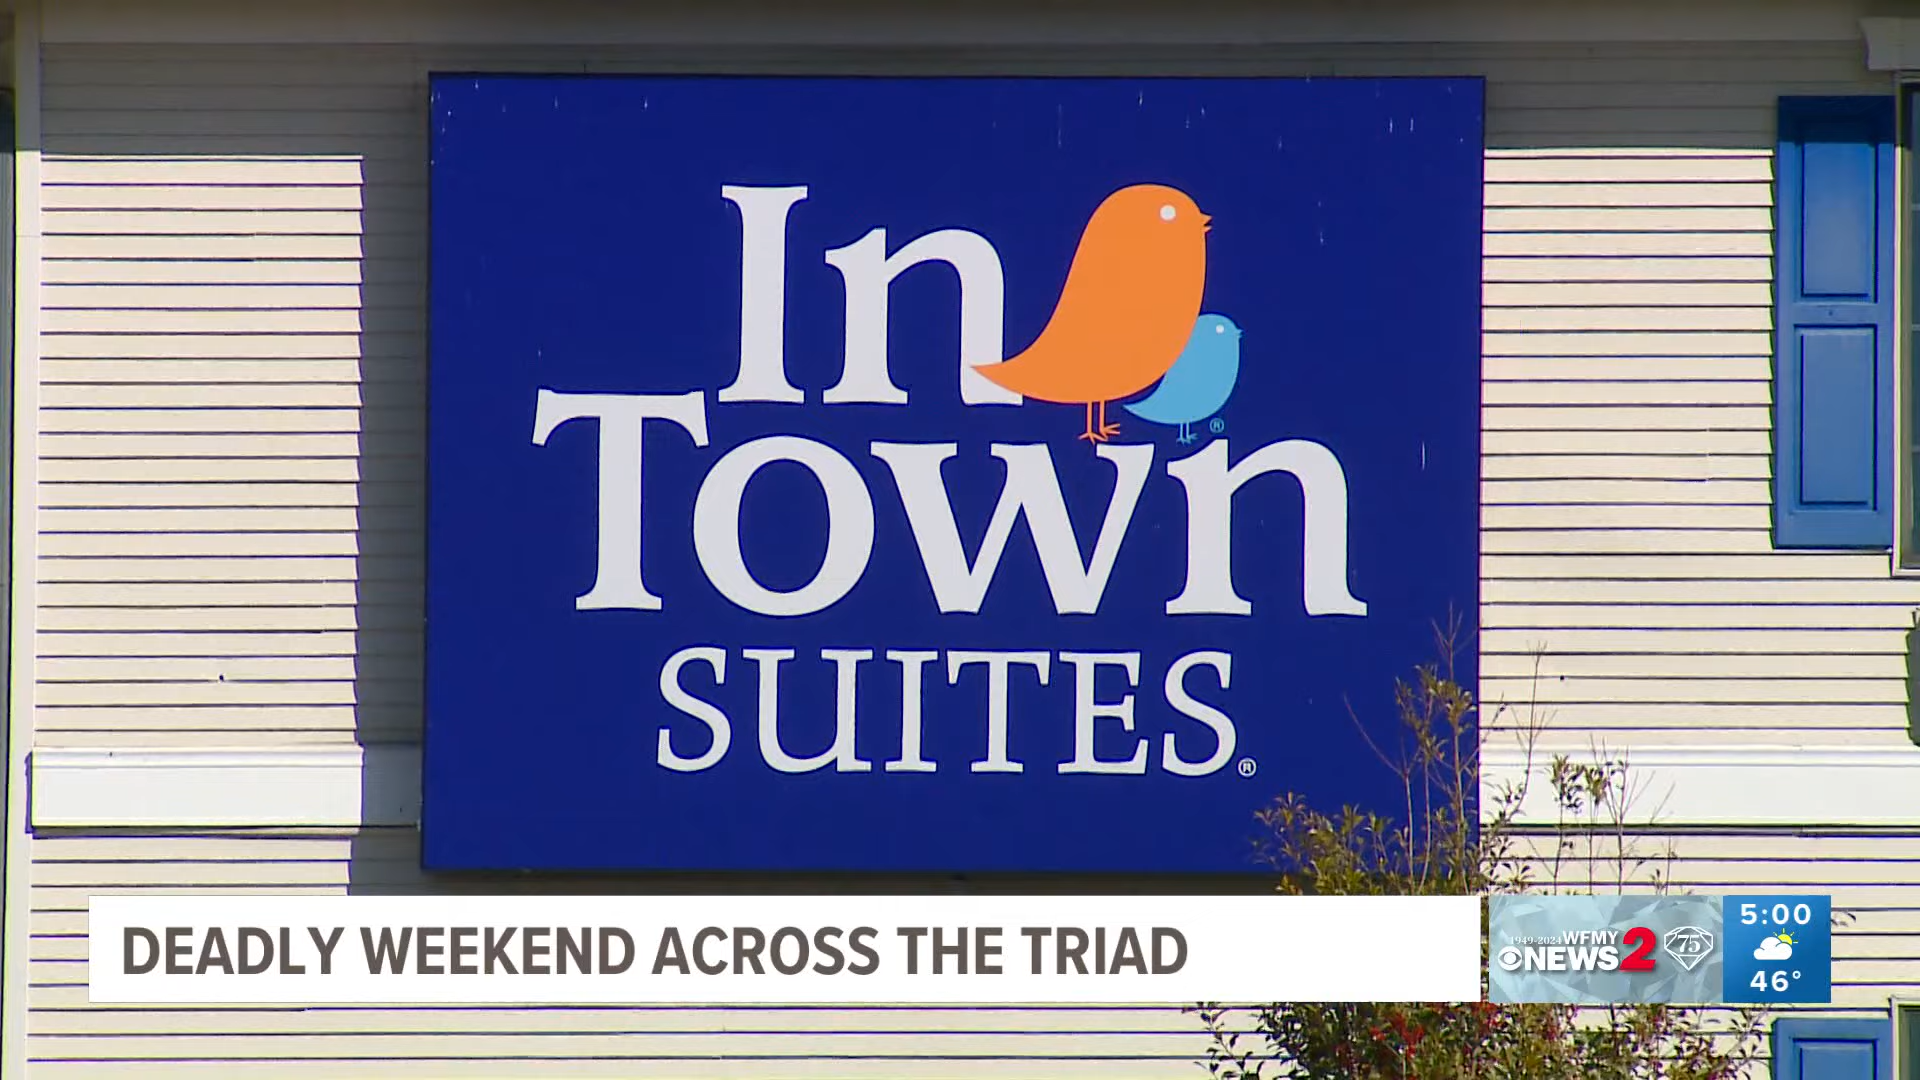 In
Town
®
SUITES®
DEADLY WEEKEND ACROSS THE TRIAD
1949-2024 WFMY
NEWS 2
75
5:00
46°